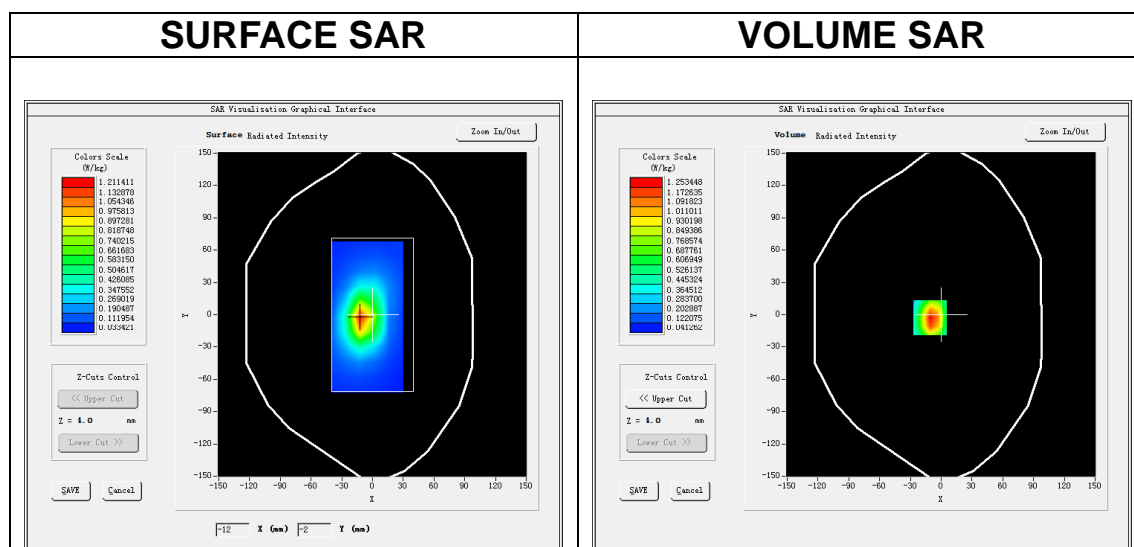 SURFACE SAR
SAR Visualisation Graphical Interface
Surface Radiated Intensity
Zoom In/Out
Colors Scale
(W/kg)
1.211411
1.132878
1.054346
0.975813
0.897281
0.818748
0.740215
0.661683
0.583150
0.504617
0.426085
0.347552
0.269019
0.190487
0.111954
0.033421
Z-Cuts Control
<< Upper Cut
Z = 4.0 mm
Lower Cut >>
SAVE Cancel
150
120
90
60
30
0
-30
-60
-90
-120
-150
Y
-150 -120 -90 -60 -30 0 30 60 90 120 150
X
-12 X (mm) -2 Y (mm)
VOLUME SAR
SAR Visualisation Graphical Interface
Volume Radiated Intensity
Zoom In/Out
Colors Scale
(W/kg)
1.253448
1.172635
1.091823
1.011011
0.930198
0.849386
0.768574
0.687761
0.606949
0.526137
0.445324
0.364512
0.283700
0.202887
0.122075
0.041262
Z-Cuts Control
<< Upper Cut
Z = 4.0 mm
Lower Cut >>
SAVE Cancel
150
120
90
60
30
0
-30
-60
-90
-120
-150
Y
-150 -120 -90 -60 -30 0 30 60 90 120 150
X